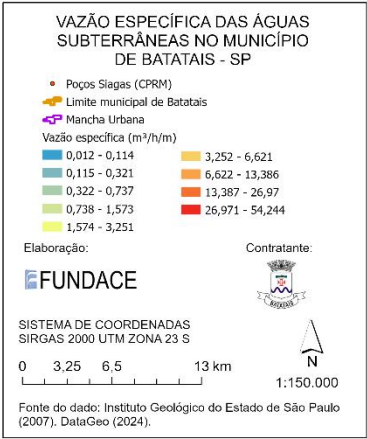 VAZÃO ESPECÍFICA DAS ÁGUAS
SUBTERRÂNEAS NO MUNICÍPIO
DE BATATAIS - SP
Poços Siagas (CPRM)
Limite municipal de Batatais
Mancha Urbana
Vazão específica (m³/h/m)
0,012 - 0,114
0,115 - 0,321
0,322 - 0,737
0,738 - 1,573
1,574 - 3,251
3,252 - 6,621
6,622 - 13,386
13,387 - 26,97
26,971 - 54,244
Elaboração:
Contratante:
FUNDACE
BATATAIS
SISTEMA DE COORDENADAS
SIRGAS 2000 UTM ZONA 23 S
0 3,25 6,5 13 km
N
1:150.000
Fonte do dado: Instituto Geológico do Estado de São Paulo
(2007). DataGeo (2024).